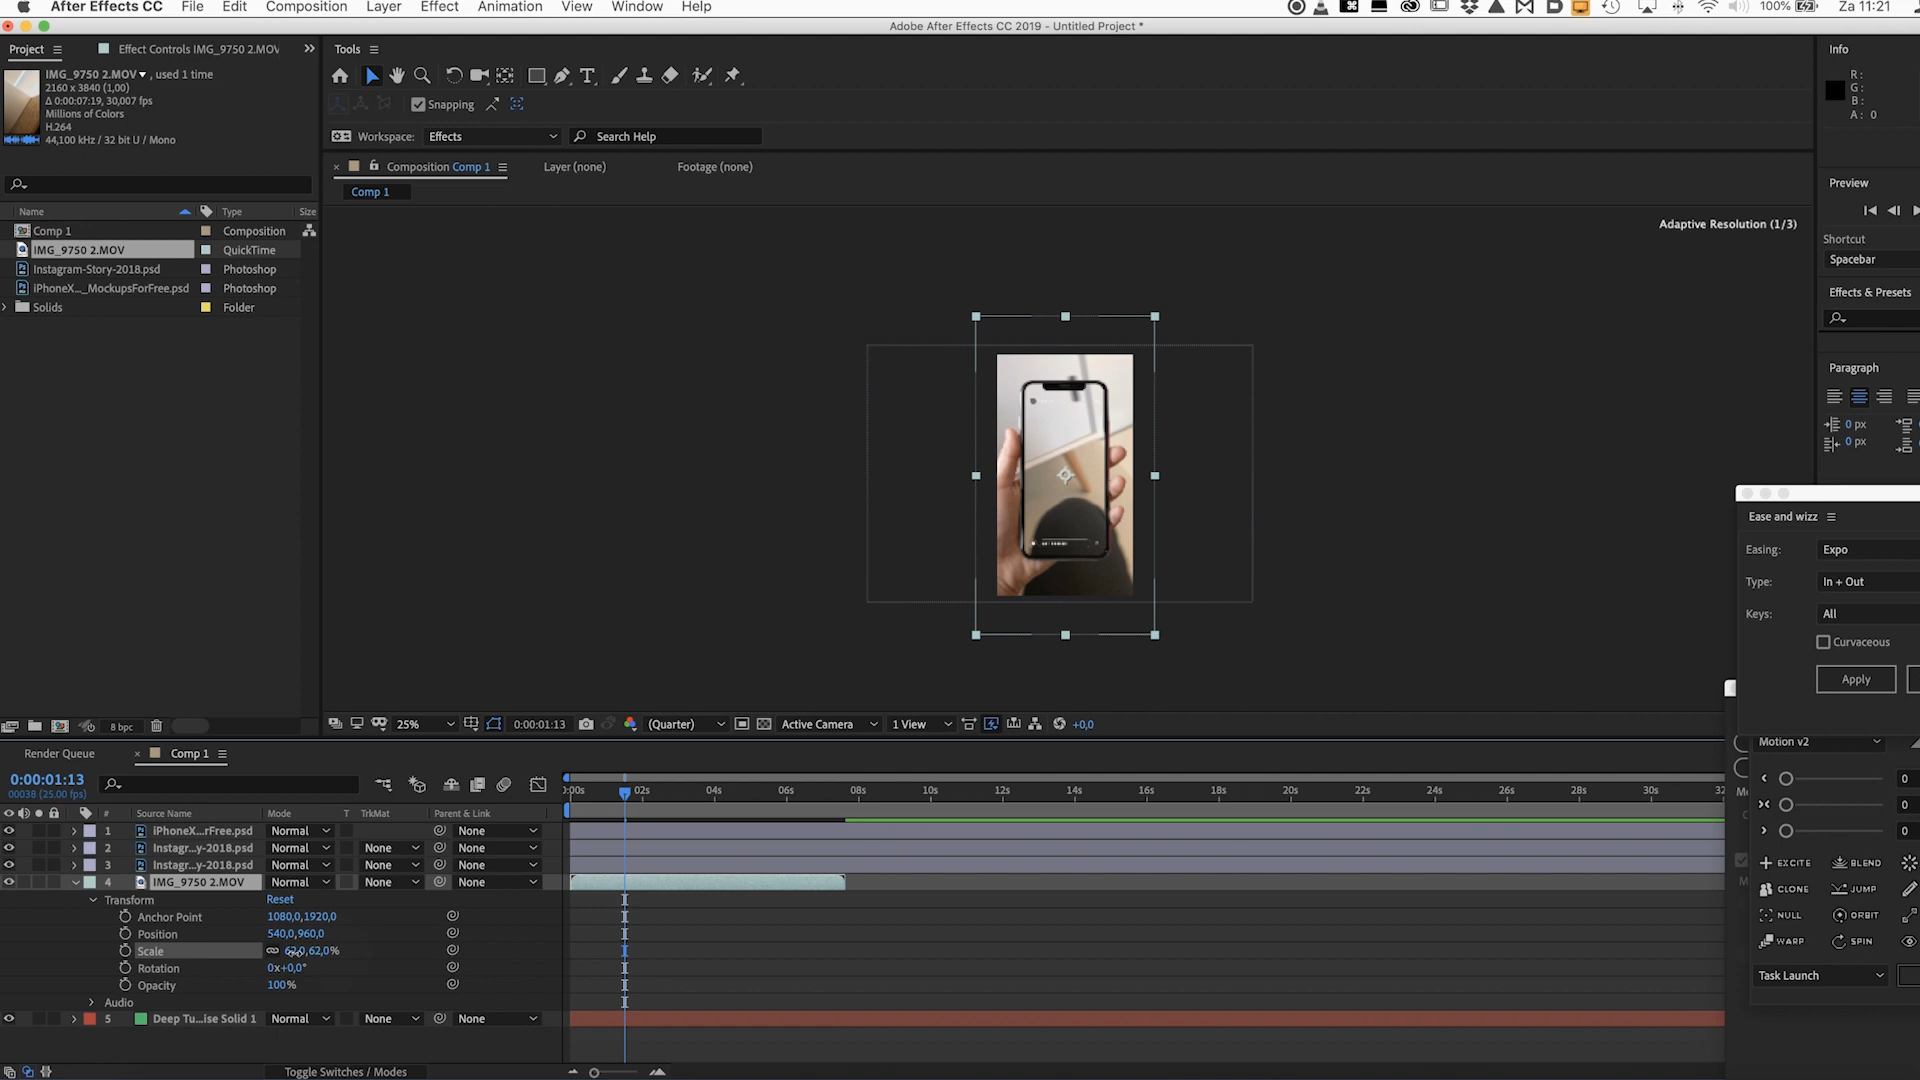 After Effects CC File Edit Composition Layer Effect Animation View Window Help 100% Za 11:21
Adobe After Effects CC 2019 - Untitled Project *
Project Effect Controls IMG_9750 2.MOV
IMG_9750 2.MOV , used 1 time
2160 x 3840 (1,00)
Δ 0:00:07:19, 30,007 fps
Millions of Colors
H.264
44,100 kHz / 32 bit U / Mono
Name Type Size
Comp 1 Composition
IMG_9750 2.MOV QuickTime
Instagram-Story-2018.psd Photoshop
iPhoneX..._MockupsForFree.psd Photoshop
Solids Folder
8 bpc
Tools
Snapping
Workspace: Effects Search Help
Composition Comp 1 Layer (none) Footage (none)
Comp 1
Adaptive Resolution (1/3)
25% 0:00:01:13 (Quarter) Active Camera 1 View +0,0
Info
R :
G :
B :
A : 0
Preview
Shortcut
Spacebar
Effects & Presets
Paragraph
0 px
0 px
Ease and wizz
Easing: Expo
Type: In + Out
Keys: All
Curvaceous
Apply
Motion v2
0
0
0
EXCITE BLEND
CLONE JUMP
NULL ORBIT
WARP SPIN
Task Launch
Render Queue Comp 1
0:00:01:13
00038 (25.00 fps)
02s 04s 06s 08s 10s 12s 14s 16s 18s 20s 22s 24s 26s 28s 30s
# Source Name Mode T TrkMat Parent & Link
1 iPhoneX...rFree.psd Normal None
2 Instagr...y-2018.psd Normal None None
3 Instagr...y-2018.psd Normal None None
4 IMG_9750 2.MOV Normal None None
Transform Reset
Anchor Point 1080,0,1920,0
Position 540,0,960,0
Scale 62,0,62,0%
Rotation 0x+0,0°
Opacity 100%
Audio
5 Deep Tu...ise Solid 1 Normal None None
Toggle Switches / Modes